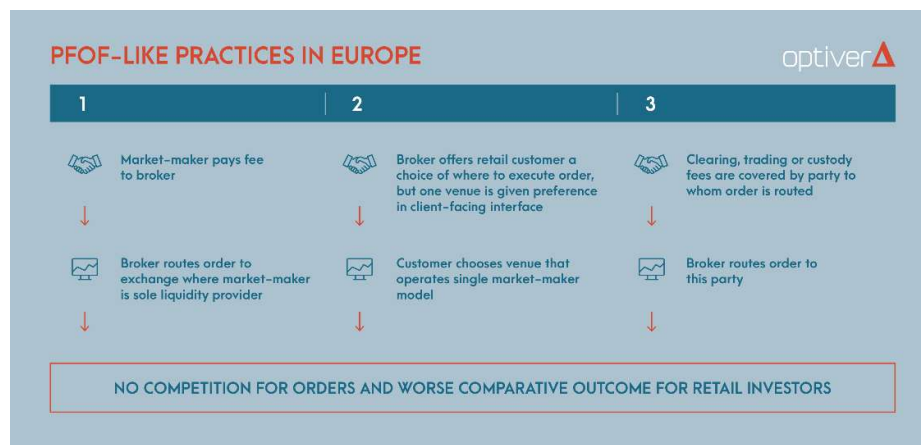 PFOF-LIKE PRACTICES IN EUROPE
optiver
1
2
3
Market-maker pays fee
to broker
Broker routes order to
exchange where market-maker
is sole liquidity provider
Broker offers retail customer a
choice of where to execute order,
but one venue is given preference
in client-facing interface
Customer chooses venue that
operates single market-maker
model
Clearing, trading or custody
fees are covered by party to
whom order is routed
Broker routes order to
this party
NO COMPETITION FOR ORDERS AND WORSE COMPARATIVE OUTCOME FOR RETAIL INVESTORS